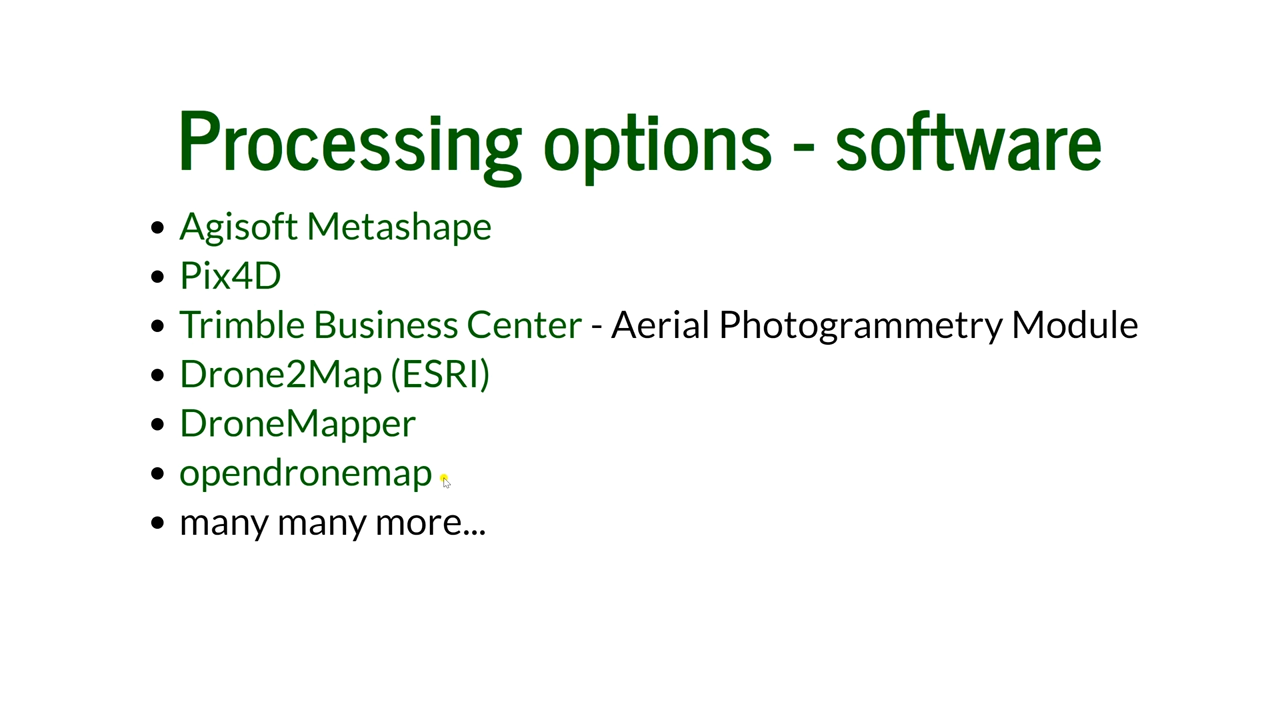 Processing options - software
• Agisoft Metashape
• Pix4D
• Trimble Business Center - Aerial Photogrammetry Module
• Drone2Map (ESRI)
• DroneMapper
• opendronemap
• many many more...